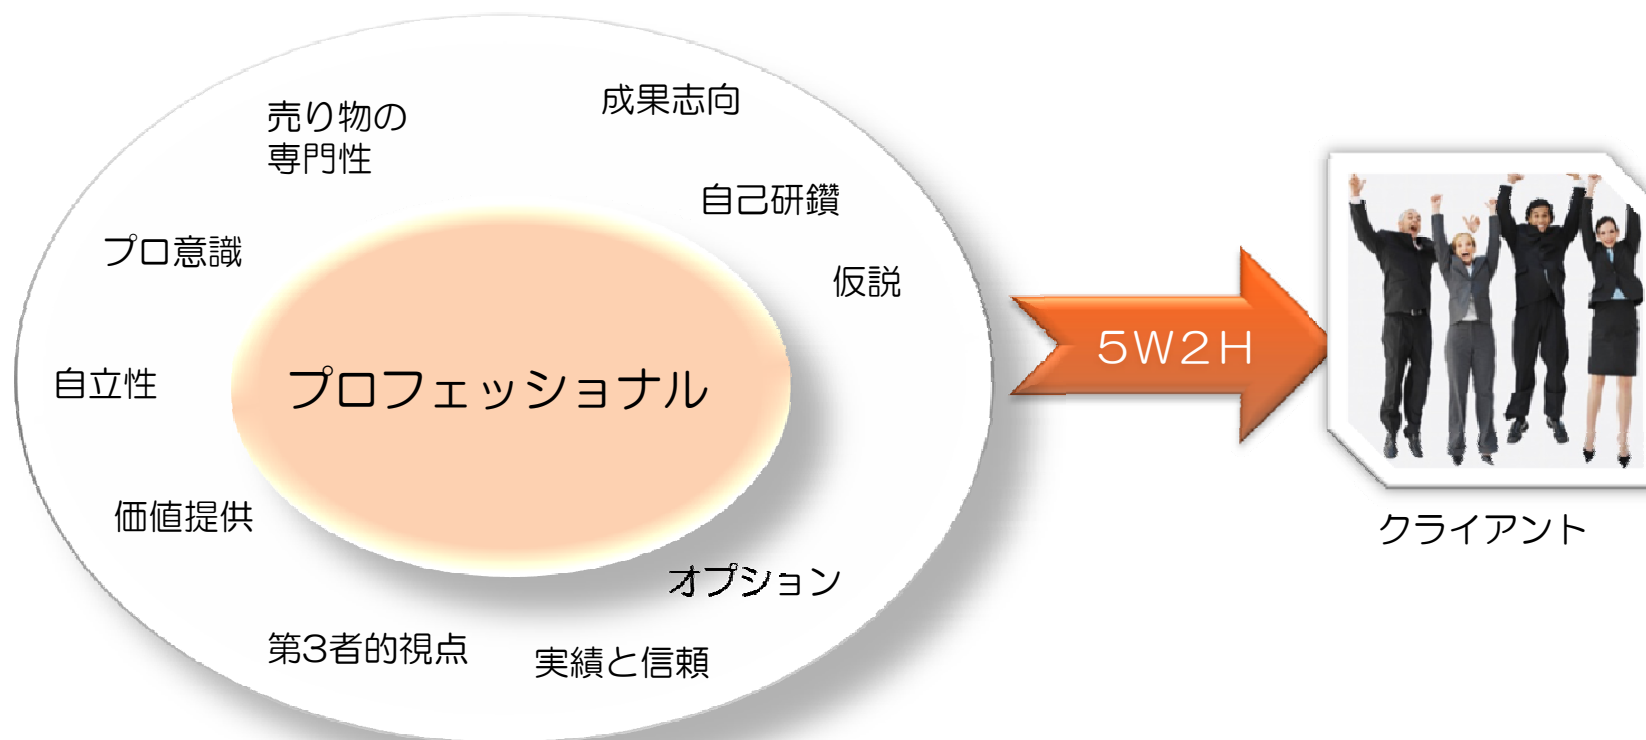 売り物の
専門性
成果志向
自己研鑽
プロ意識
仮説
5W2H
自立性
プロフェッショナル
価値提供
クライアント
オプション
第3者的視点
実績と信頼